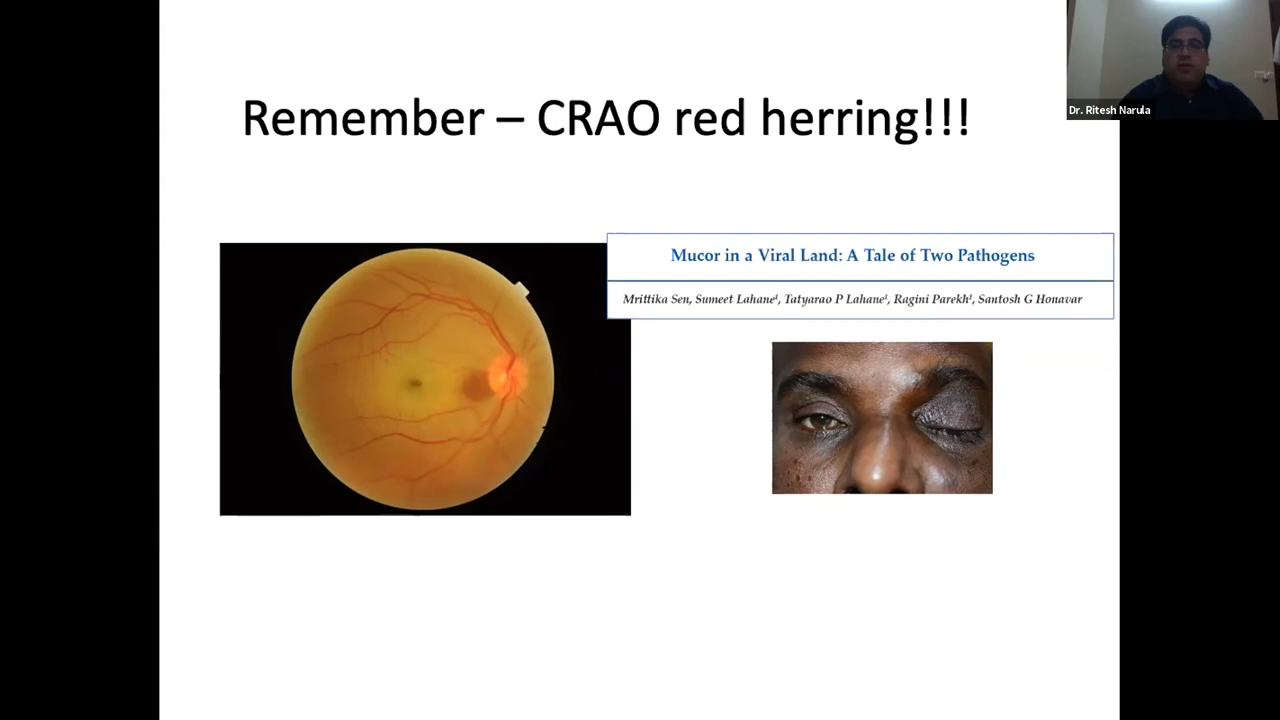 Dr. Ritesh Narula
Remember – CRAO red herring!!!
Mucor in a Viral Land: A Tale of Two Pathogens
Mrittika Sen, Sumeet Lahane¹, Tatyarao P Lahane¹, Ragini Parekh¹, Santosh G Honavar